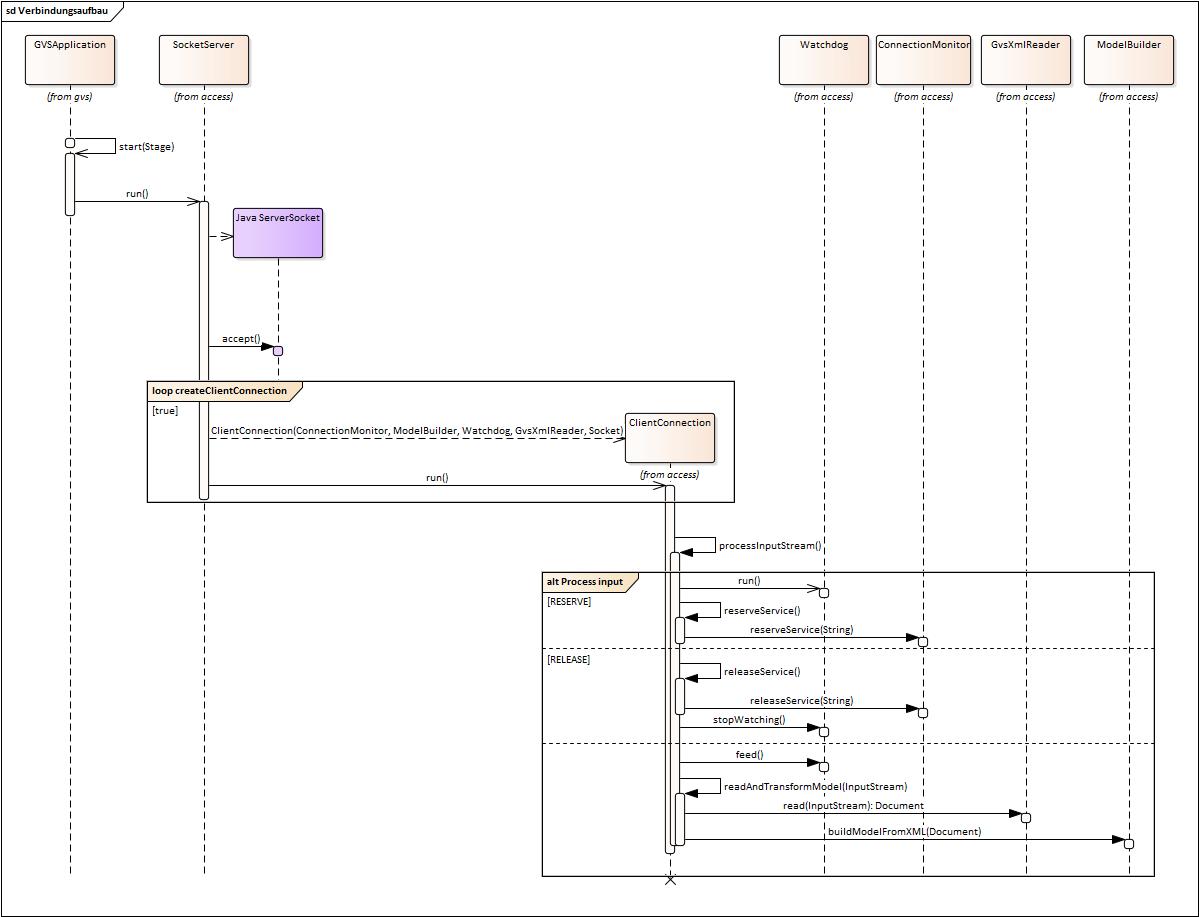 sd Verbindungsaufbau
GVSApplication
SocketServer
Watchdog
ConnectionMonitor
GvsXmlReader
ModelBuilder
(from gvs)
(from access)
(from access)
(from access)
(from access)
(from access)
start(Stage)
run()
Java ServerSocket
accept()
loop createClientConnection
[true]
ClientConnection
ClientConnection(ConnectionMonitor, ModelBuilder, Watchdog, GvsXmlReader, Socket)
(from access)
run()
processInputStream()
alt Process input
run()
[RESERVE]
reserveService()
reserveService(String)
[RELEASE]
releaseService()
releaseService(String)
stopWatching()
feed()
readAndTransformModel(InputStream)
read(InputStream): Document
buildModelFromXML(Document)